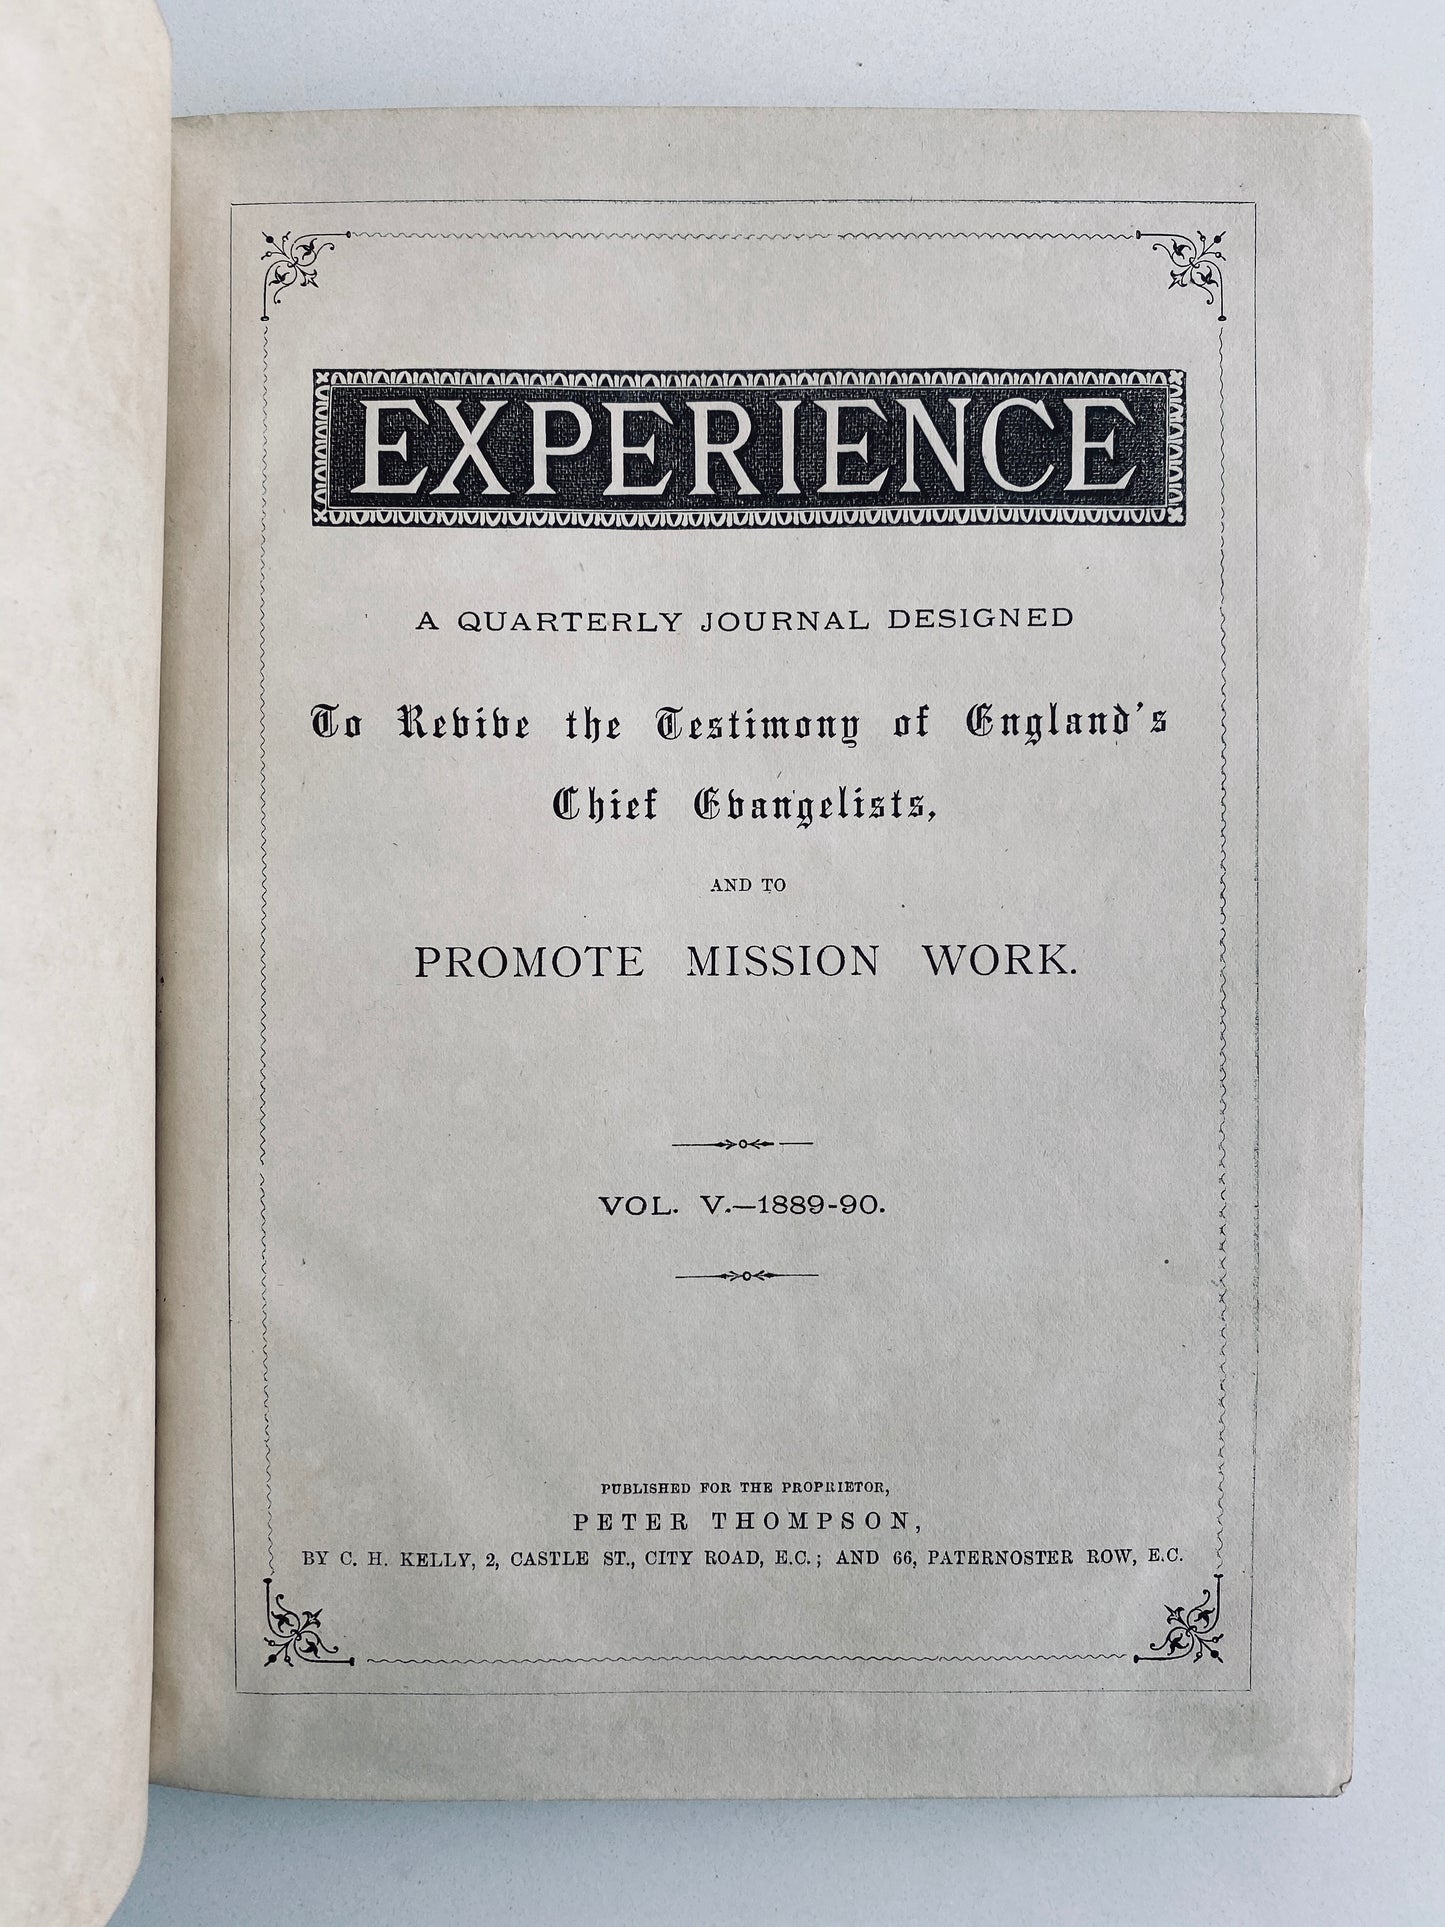 EXPERIENCE
A QUARTERLY JOURNAL DESIGNED
To Revive the Testimony of England's
Chief Evangelists,
AND TO
PROMOTE MISSION WORK.
VOL. V.—1889-90.
PUBLISHED FOR THE PROPRIETOR,
PETER THOMPSON,
BY C. H. KELLY, 2, CASTLE ST., CITY ROAD, E.C.; AND 66, PATERNOSTER ROW, E.C.